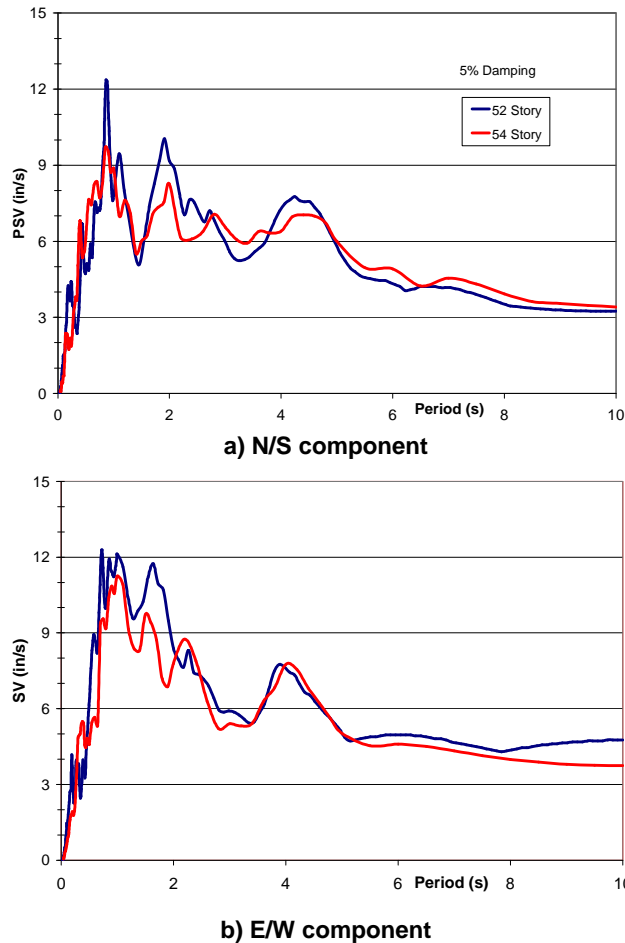 15
12
9
6
3
0
PSV (in/s)
5% Damping
52 Story
54 Story
0 2 4 6 8 10
Period (s)
a) N/S component
15
12
9
6
3
0
SV (in/s)
0 2 4 6 8 10
Period (s)
b) E/W component